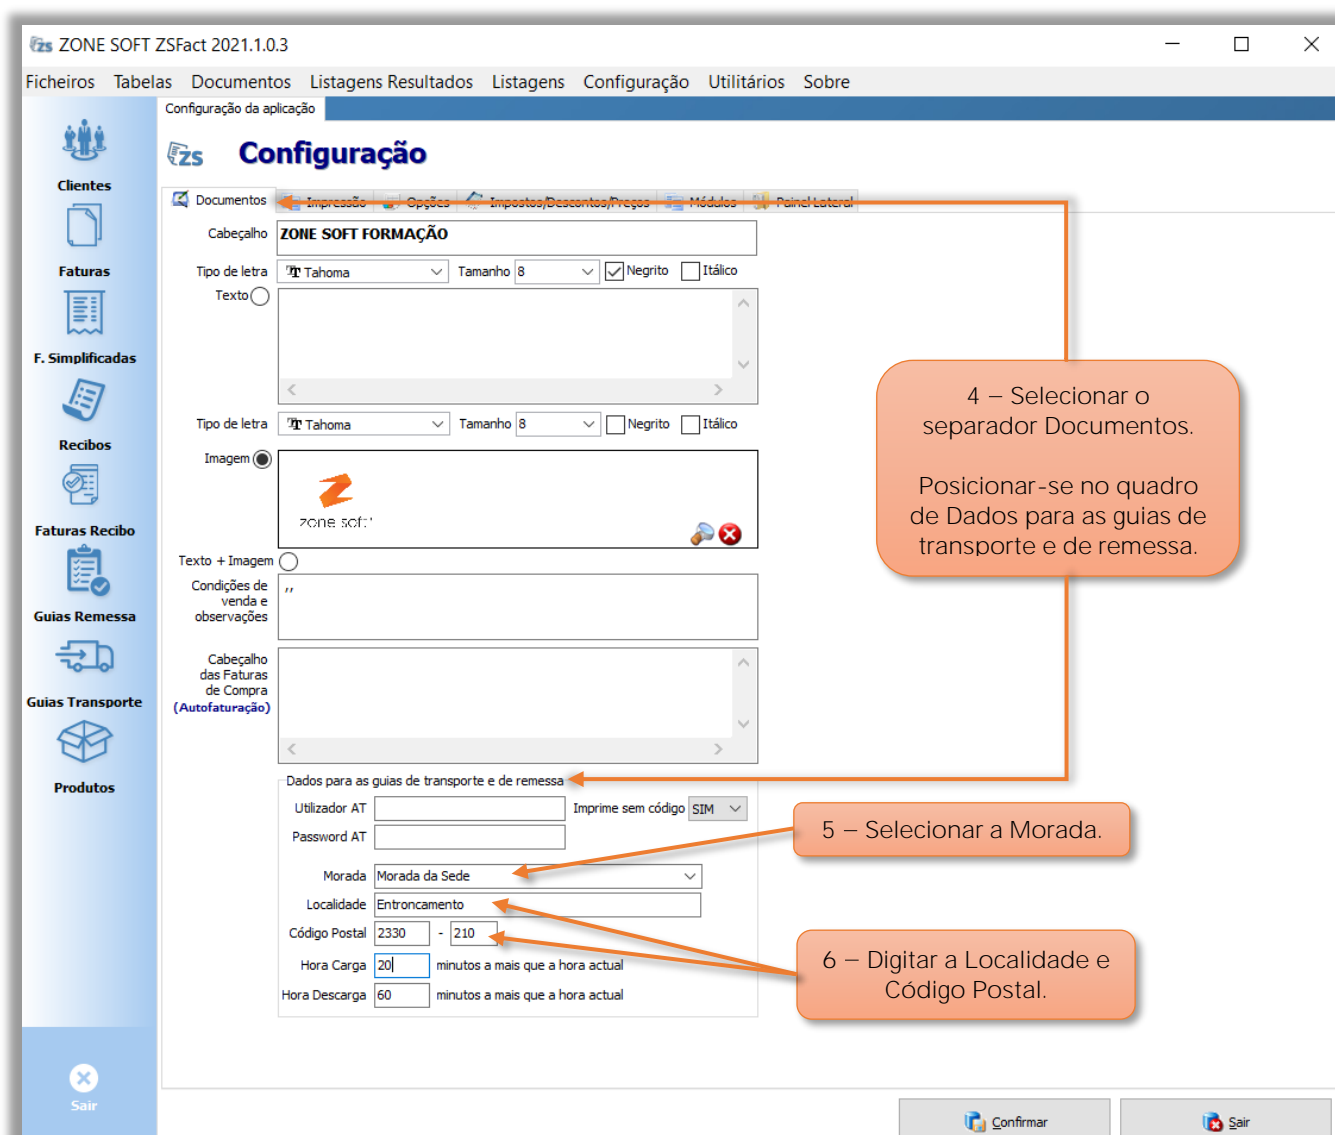 ZONE SOFT ZSFact 2021.1.0.3
Ficheiros Tabelas Documentos Listagens Resultados Listagens Configuração Utilitários Sobre
Configuração da aplicação
zs Configuração
Clientes
Faturas
F. Simplificadas
Recibos
Faturas Recibo
Guias Remessa
Guias Transporte
Produtos
Sair
Documentos Impressão Opções Impostos/Descontos/Preços Módulos Painel Lateral
Cabeçalho ZONE SOFT FORMAÇÃO
Tipo de letra Tahoma Tamanho 8 Negrito Itálico
Texto
Tipo de letra Tahoma Tamanho 8 Negrito Itálico
Imagem
zone soft
Texto + Imagem
Condições de
venda e
observações
,,
Cabeçalho
das Faturas
de Compra
(Autofaturação)
Dados para as guias de transporte e de remessa
Utilizador AT Imprime sem código SIM
Password AT
Morada Morada da Sede
Localidade Entroncamento
Código Postal 2330 - 210
Hora Carga 20 minutos a mais que a hora actual
Hora Descarga 60 minutos a mais que a hora actual
4 – Selecionar o
separador Documentos.
Posicionar-se no quadro
de Dados para as guias de
transporte e de remessa.
5 – Selecionar a Morada.
6 – Digitar a Localidade e
Código Postal.
Confirmar Sair